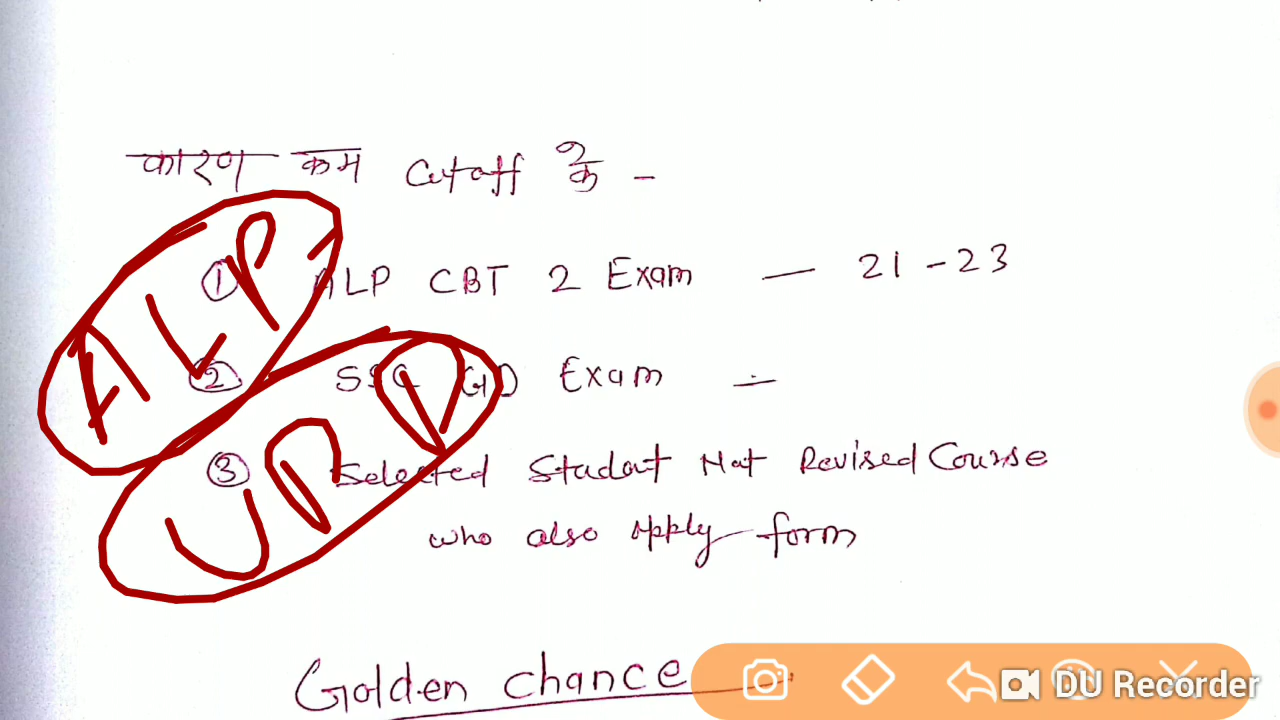 कारण कम Cutoff के -
① ALP CBT 2 Exam — 21-23
② SSC GD Exam —
③ Selected Student Not Revised Course
who also apply form
Golden chance
ALP
DU Recorder